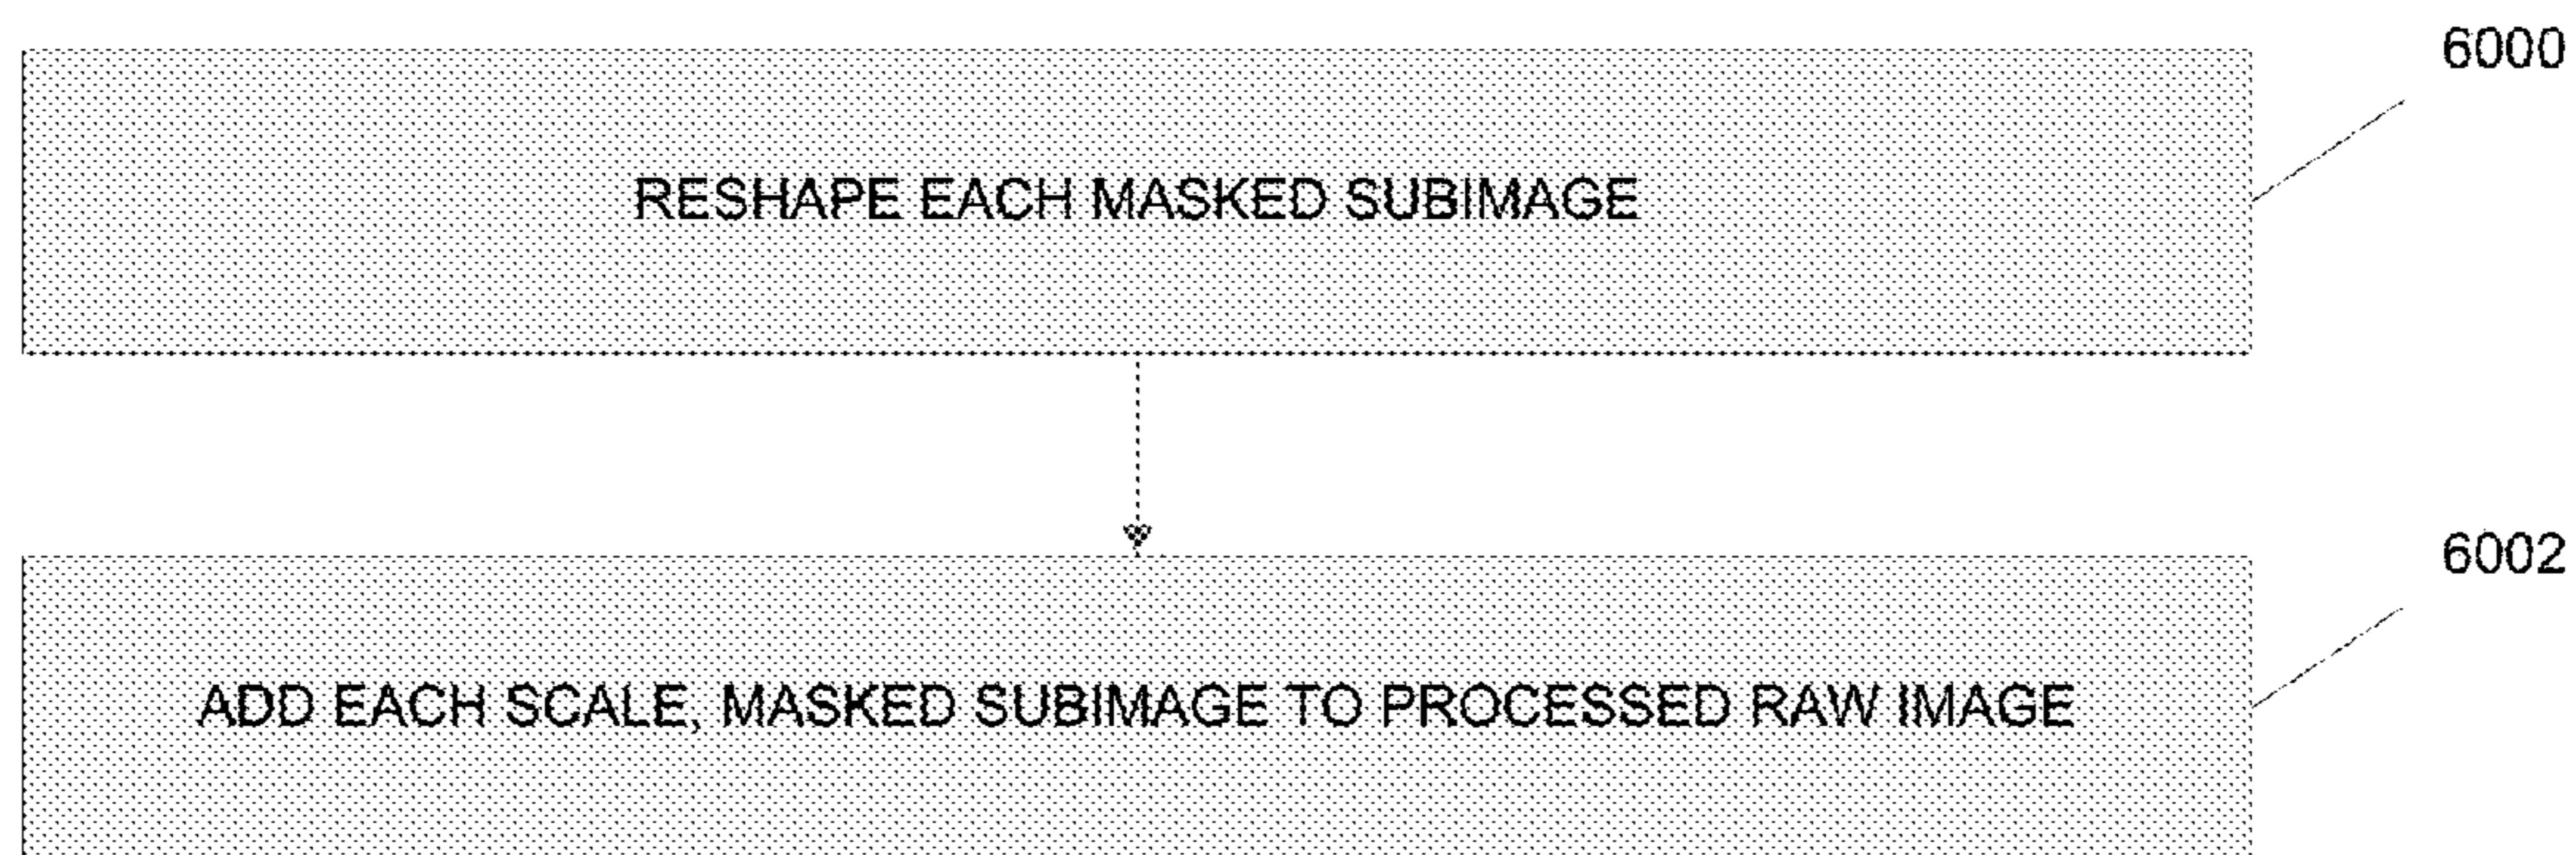 6000
RESHAPE EACH MASKED SUBIMAGE
6002
ADD EACH SCALE, MASKED SUBIMAGE TO PROCESSED RAW IMAGE